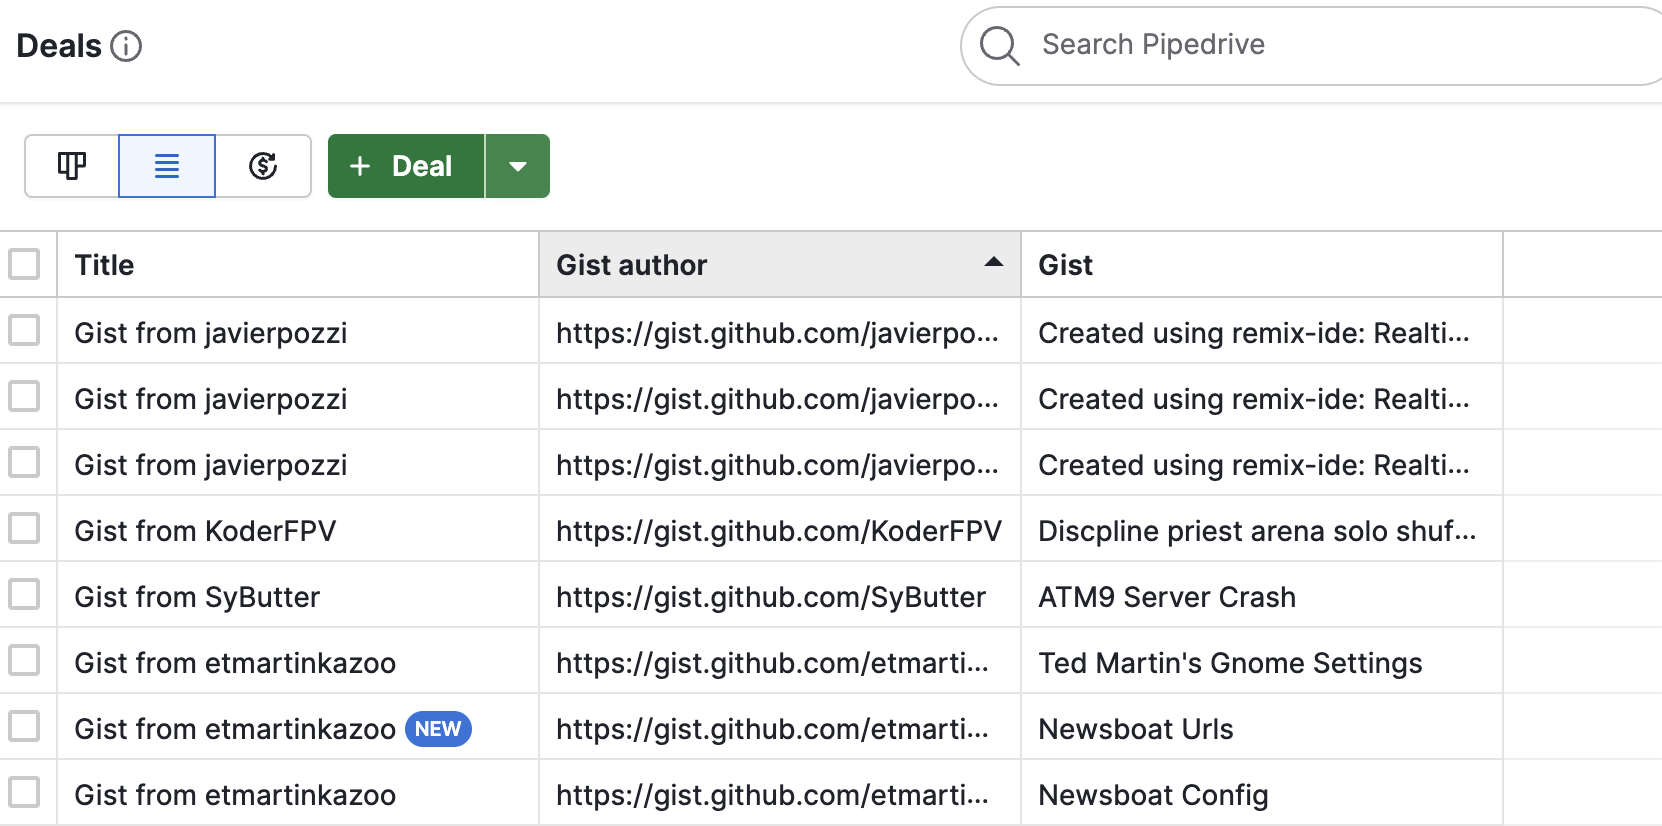 Deals
Search Pipedrive
+ Deal
Title Gist author Gist
Gist from javierpozzi https://gist.github.com/javierpo... Created using remix-ide: Realti...
Gist from javierpozzi https://gist.github.com/javierpo... Created using remix-ide: Realti...
Gist from javierpozzi https://gist.github.com/javierpo... Created using remix-ide: Realti...
Gist from KoderFPV https://gist.github.com/KoderFPV Discpline priest arena solo shuf...
Gist from SyButter https://gist.github.com/SyButter ATM9 Server Crash
Gist from etmartinkazoo https://gist.github.com/etmarti... Ted Martin's Gnome Settings
Gist from etmartinkazoo NEW https://gist.github.com/etmarti... Newsboat Urls
Gist from etmartinkazoo https://gist.github.com/etmarti... Newsboat Config